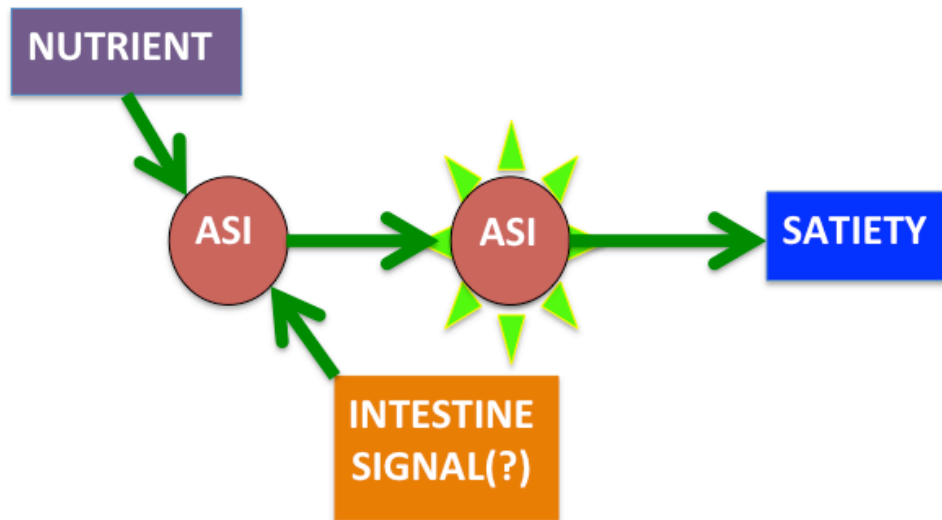 NUTRIENT
ASI
ASI
SATIETY
INTESTINE
SIGNAL(?)